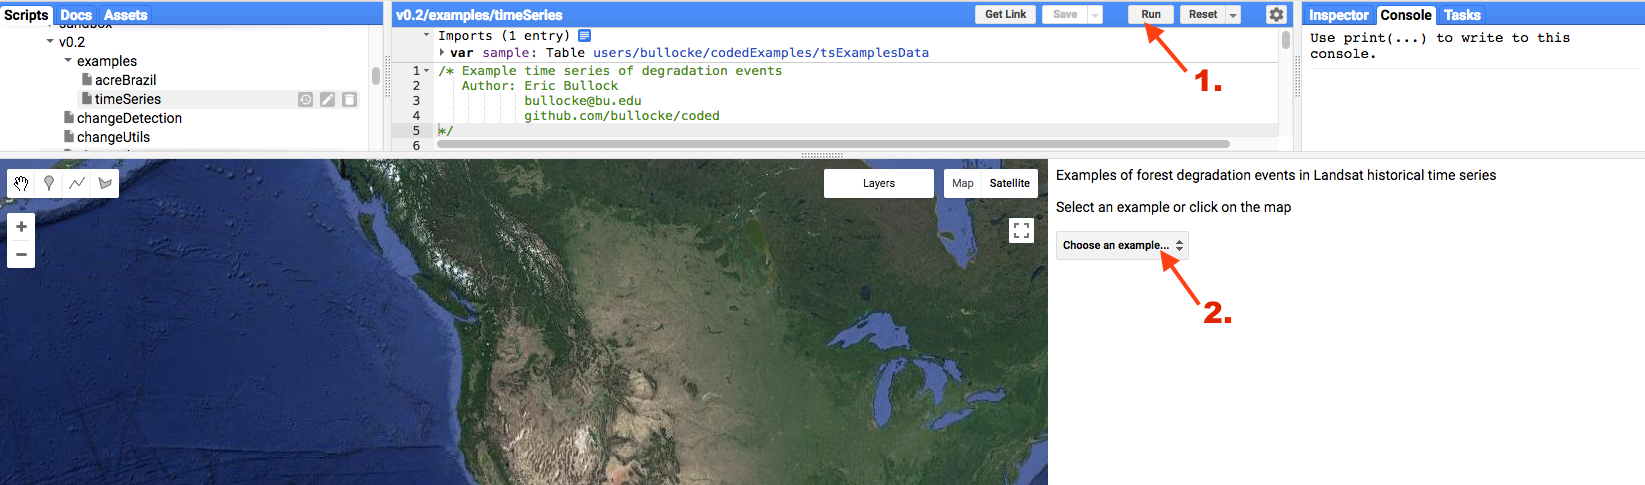 Scripts Docs Assets
v0.2
examples
acreBrazil
timeSeries
changeDetection
changeUtils
v0.2/examples/timeSeries
Get Link Save Run Reset
Imports (1 entry)
var sample: Table users/bullocke/codedExamples/tsExamplesData
1 /* Example time series of degradation events
2 Author: Eric Bullock
3 bullocke@bu.edu
4 github.com/bullocke/coded
5 */
6
1.
Inspector Console Tasks
Use print(...) to write to this
console.
Layers
Map Satellite
Examples of forest degradation events in Landsat historical time series
Select an example or click on the map
Choose an example...
2.